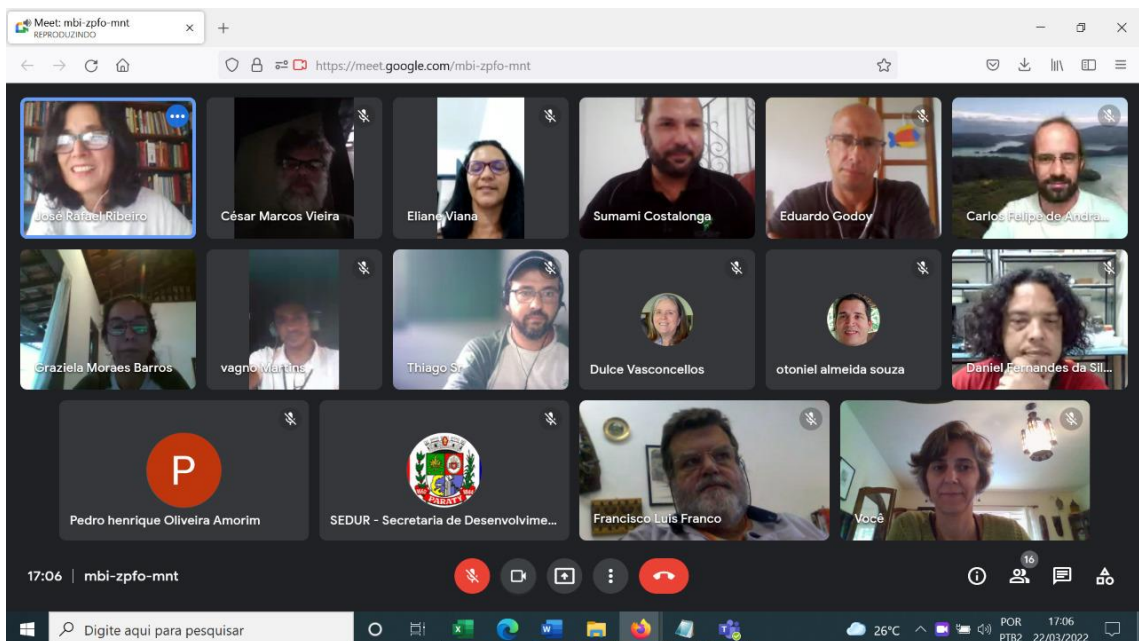 Meet: mbi-zpfo-mnt
REPRODUZINDO
https://meet.google.com/mbi-zpfo-mnt
José Rafael Ribeiro
César Marcos Vieira
Eliane Viana
Sumami Costalonga
Eduardo Godoy
Carlos Felipe de Andra...
Graziela Moraes Barros
vagno Martins
Thiago S.
Dulce Vasconcellos
otoniel almeida souza
Daniel Fernandes da Sil...
P
PARATY
Pedro henrique Oliveira Amorim
SEDUR - Secretaria de Desenvolvime...
Francisco Luis Franco
Você
17:06 | mbi-zpfo-mnt
16
Digite aqui para pesquisar
26°C
POR
PTB2
17:06
22/03/2022